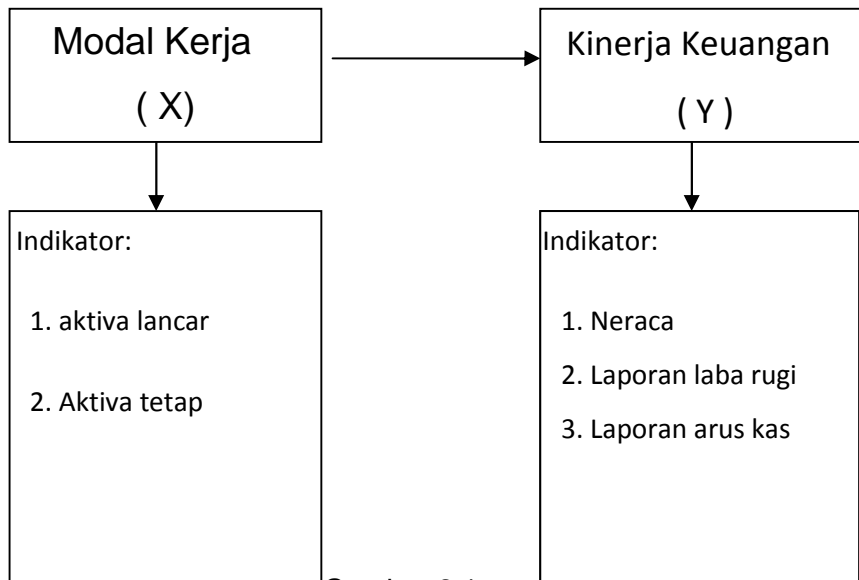 Modal Kerja
( X)
Kinerja Keuangan
( Y )
Indikator:
1. aktiva lancar
2. Aktiva tetap
Indikator:
1. Neraca
2. Laporan laba rugi
3. Laporan arus kas